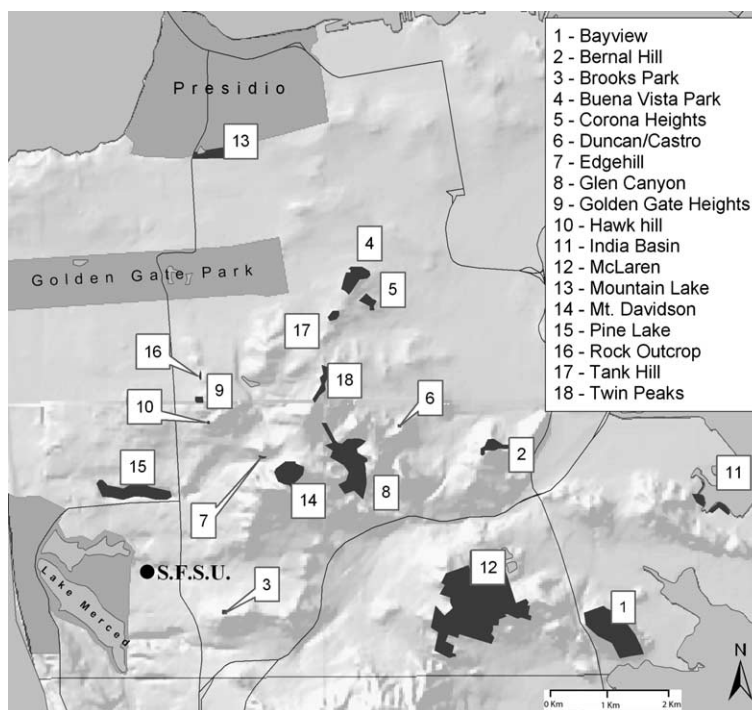 1 - Bayview
2 - Bernal Hill
3 - Brooks Park
4 - Buena Vista Park
5 - Corona Heights
6 - Duncan/Castro
7 - Edgehill
8 - Glen Canyon
9 - Golden Gate Heights
10 - Hawk hill
11 - India Basin
12 - McLaren
13 - Mountain Lake
14 - Mt. Davidson
15 - Pine Lake
16 - Rock Outcrop
17 - Tank Hill
18 - Twin Peaks
Presidio
13
4
Golden Gate Park
5
17
16
18
9
6
10
2
15
11
7
14
8
S.F.S.U.
12
Lake Merced
3
1
N
0 Km 1 Km 2 Km